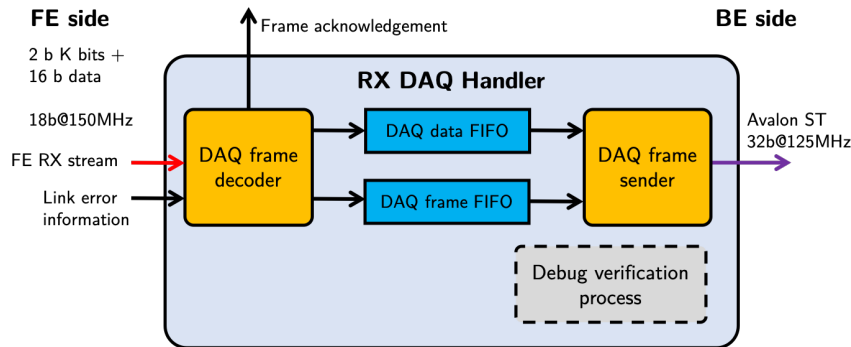 FE side
BE side
Frame acknowledgement
2 b K bits +
16 b data
RX DAQ Handler
18b@150MHz
FE RX stream
Link error
information
DAQ frame
decoder
DAQ data FIFO
DAQ frame FIFO
DAQ frame
sender
Avalon ST
32b@125MHz
Debug verification
process